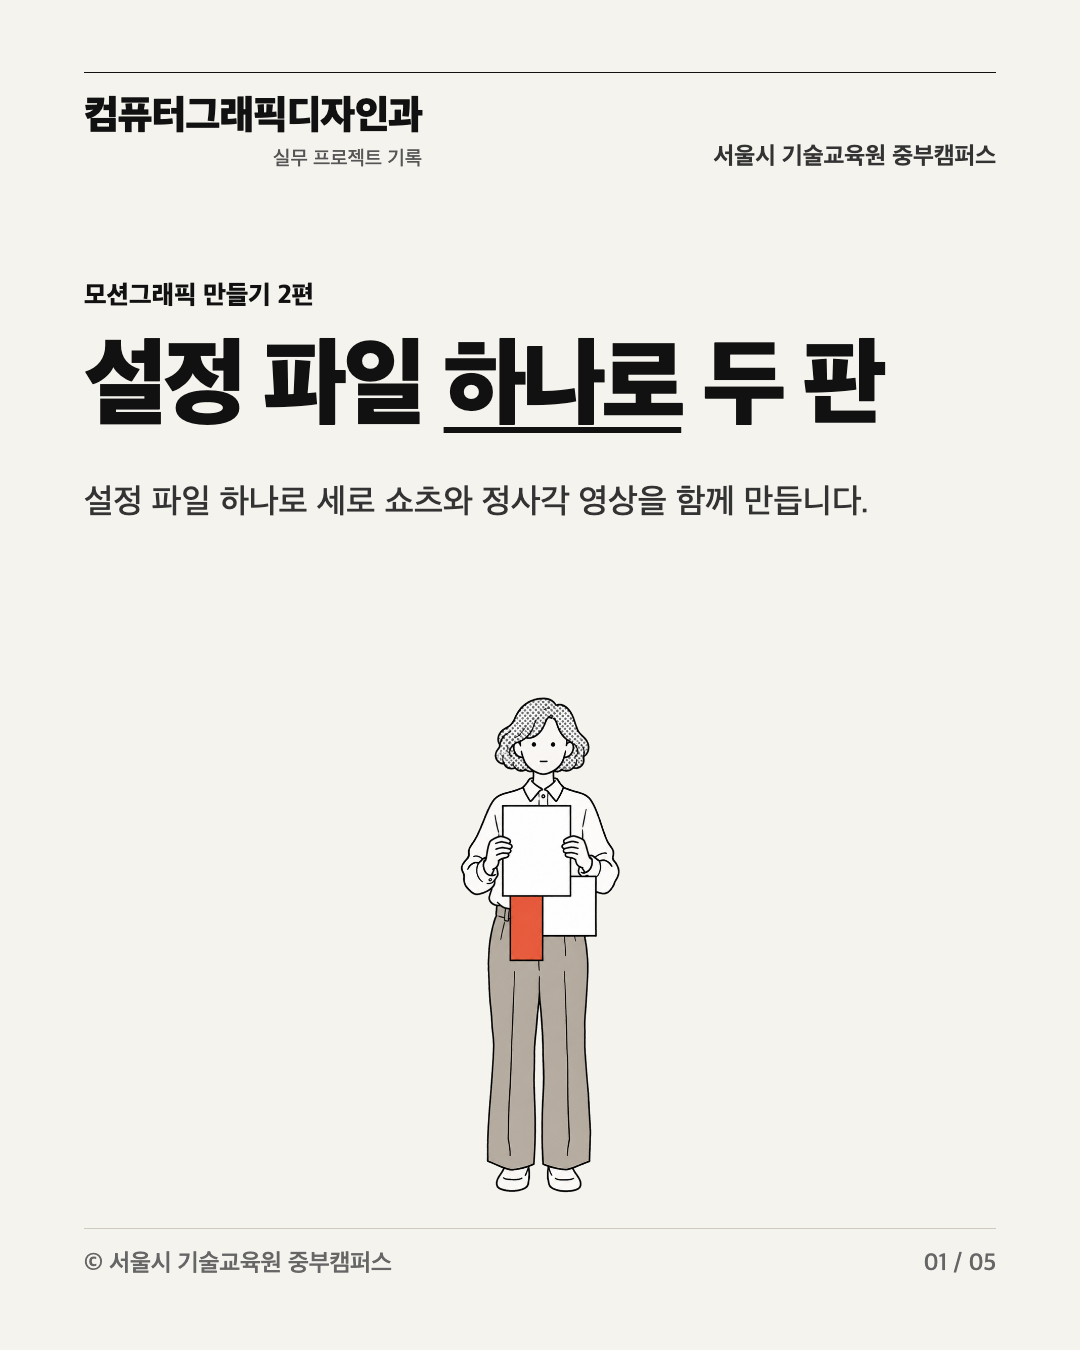 컴퓨터그래픽디자인과
실무 프로젝트 기록
서울시 기술교육원 중부캠퍼스
모션그래픽 만들기 2편
설정 파일 하나로 두 판
설정 파일 하나로 세로 쇼츠와 정사각 영상을 함께 만듭니다.
© 서울시 기술교육원 중부캠퍼스
01 / 05